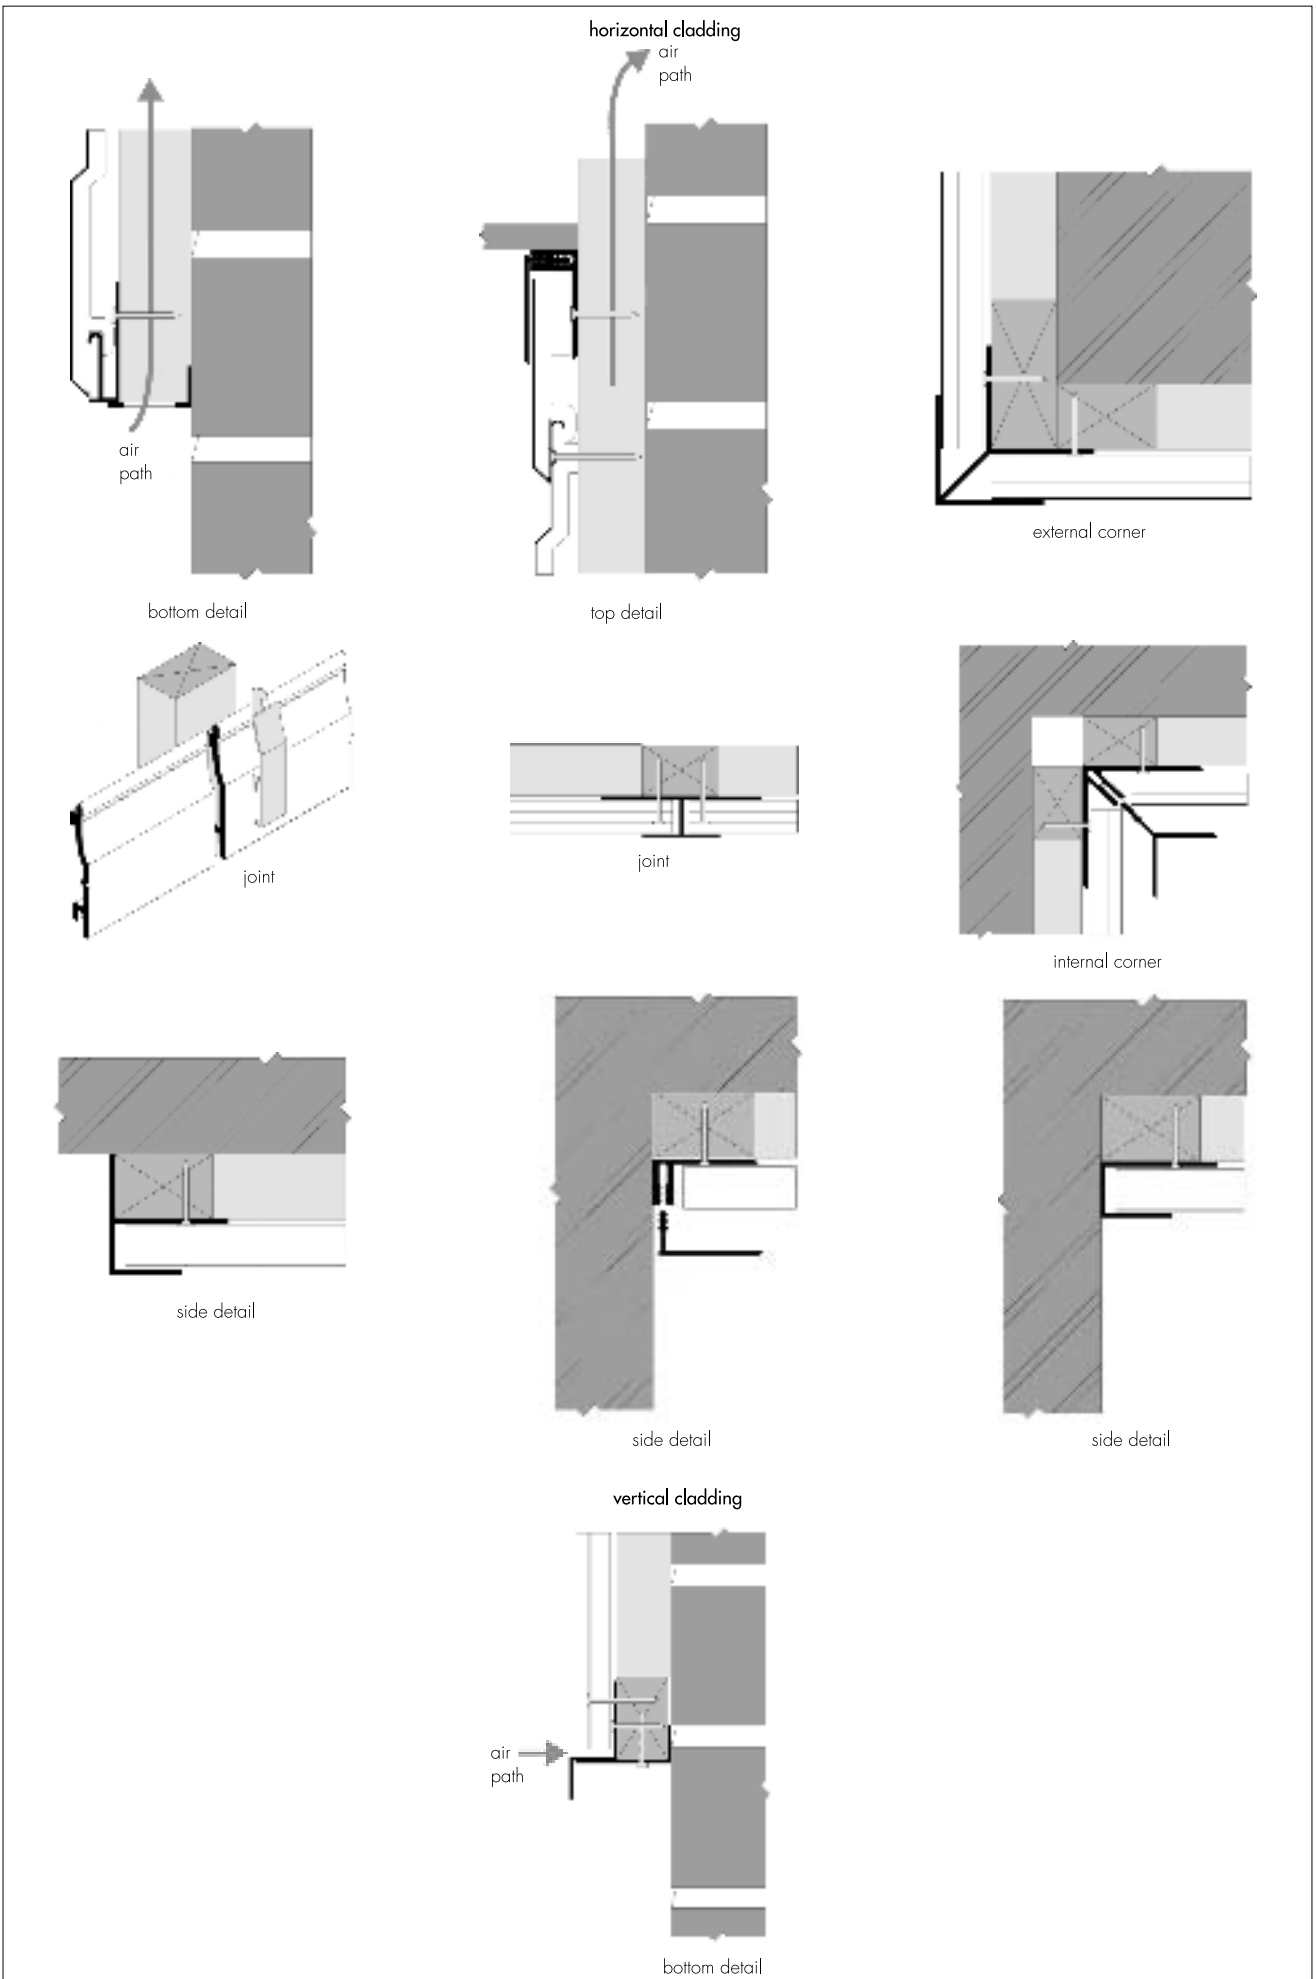 horizontal cladding
air
path
air
path
external corner
bottom detail
top detail
joint
joint
internal corner
side detail
side detail
side detail
vertical cladding
air
path
bottom detail